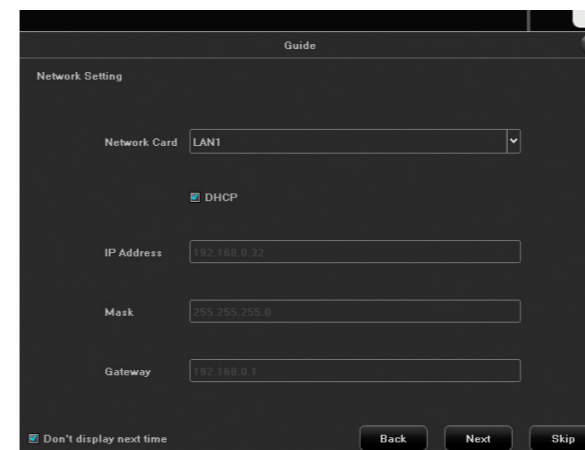 Guide
Network Setting
Network Card LAN1
DHCP
IP Address 192.168.0.32
Mask 255.255.255.0
Gateway 192.168.0.1
Don't display next time Back Next Skip